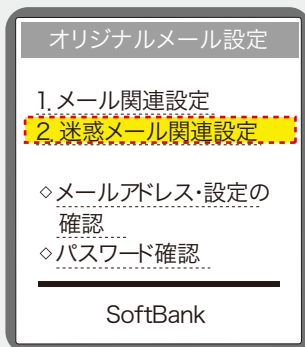 オリジナルメール設定
1.メール関連設定
2.迷惑メール関連設定
◇メールアドレス・設定の
確認
◇パスワード確認
SoftBank